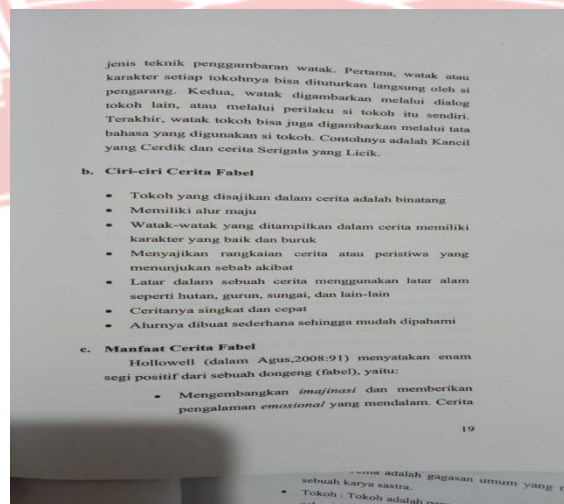 jenis teknik penggambaran watak. Pertama, watak atau
karakter setiap tokohnya bisa dituturkan langsung oleh si
pengarang. Kedua, watak digambarkan melalui dialog
tokoh lain, atau melalui perilaku si tokoh itu sendiri.
Terakhir, watak tokoh bisa juga digambarkan melalui tata
bahasa yang digunakan si tokoh. Contohnya adalah Kancil
yang Cerdik dan cerita Serigala yang Licik.
b. Ciri-ciri Cerita Fabel
• Tokoh yang disajikan dalam cerita adalah binatang
• Memiliki alur maju
• Watak-watak yang ditampilkan dalam cerita memiliki
karakter yang baik dan buruk
• Menyajikan rangkaian cerita atau peristiwa yang
menunjukan sebab akibat
• Latar dalam sebuah cerita menggunakan latar alam
seperti hutan, gurun, sungai, dan lain-lain
• Ceritanya singkat dan cepat
• Alurnya dibuat sederhana sehingga mudah dipahami
c. Manfaat Cerita Fabel
Hollowell (dalam Agus,2008:91) menyatakan enam
segi positif dari sebuah dongeng (fabel), yaitu:
• Mengembangkan imajinasi dan memberikan
pengalaman emosional yang mendalam. Cerita
19
adalah gagasan umum yang
sebuah karya sastra.
• Tokoh : Tokoh adalah